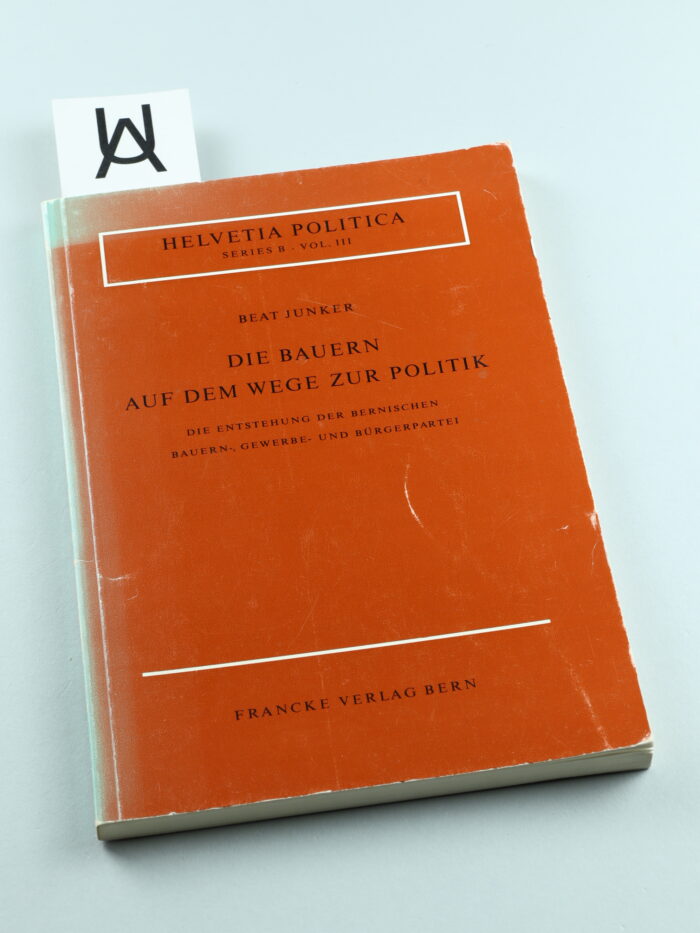 HELVETIA POLITICA
SERIES B - VOL. III
BEAT JUNKER
DIE BAUERN
AUF DEM WEGE ZUR POLITIK
DIE ENTSTEHUNG DER BERNISCHEN
BAUERN-, GEWERBE- UND BÜRGERPARTEI
FRANCKE VERLAG BERN